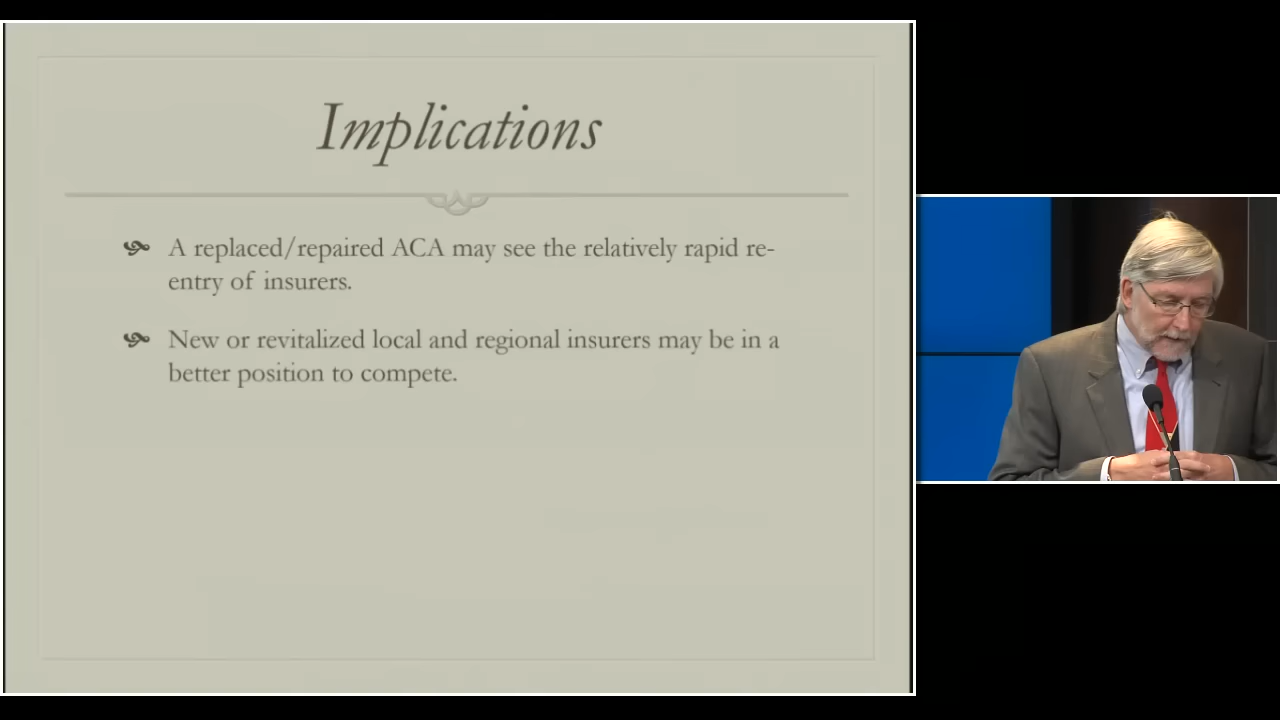 Implications
A replaced/repaired ACA may see the relatively rapid re-
entry of insurers.
New or revitalized local and regional insurers may be in a
better position to compete.